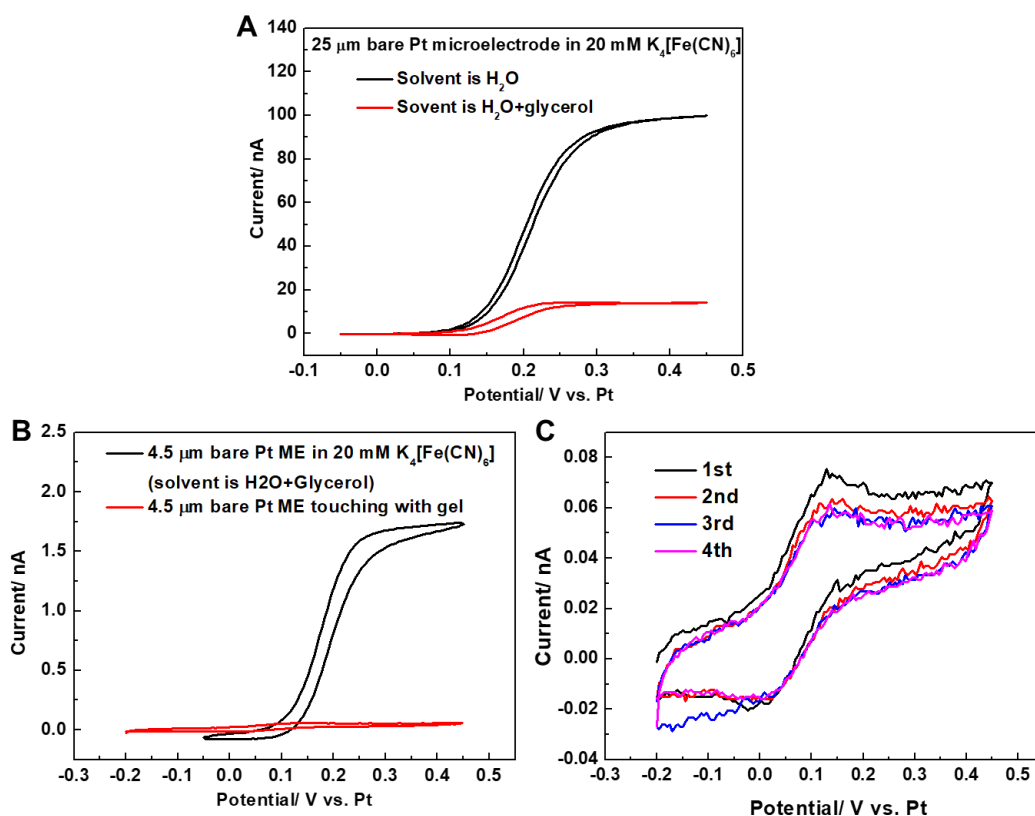 A
25 μm bare Pt microelectrode in 20 mM K4[Fe(CN)6]
Solvent is H2O
Sovent is H2O+glycerol
Current/ nA
140
120
100
80
60
40
20
0
-0.1 0.0 0.1 0.2 0.3 0.4 0.5
Potential/ V vs. Pt
B
4.5 μm bare Pt ME in 20 mM K4[Fe(CN)6]
(solvent is H2O+Glycerol)
4.5 μm bare Pt ME touching with gel
Current/ nA
2.5
2.0
1.5
1.0
0.5
0.0
-0.3 -0.2 -0.1 0.0 0.1 0.2 0.3 0.4 0.5
Potential/ V vs. Pt
C
1st
2nd
3rd
4th
Current/ nA
0.08
0.06
0.04
0.02
0.00
-0.02
-0.04
-0.3 -0.2 -0.1 0.0 0.1 0.2 0.3 0.4 0.5
Potential/ V vs. Pt